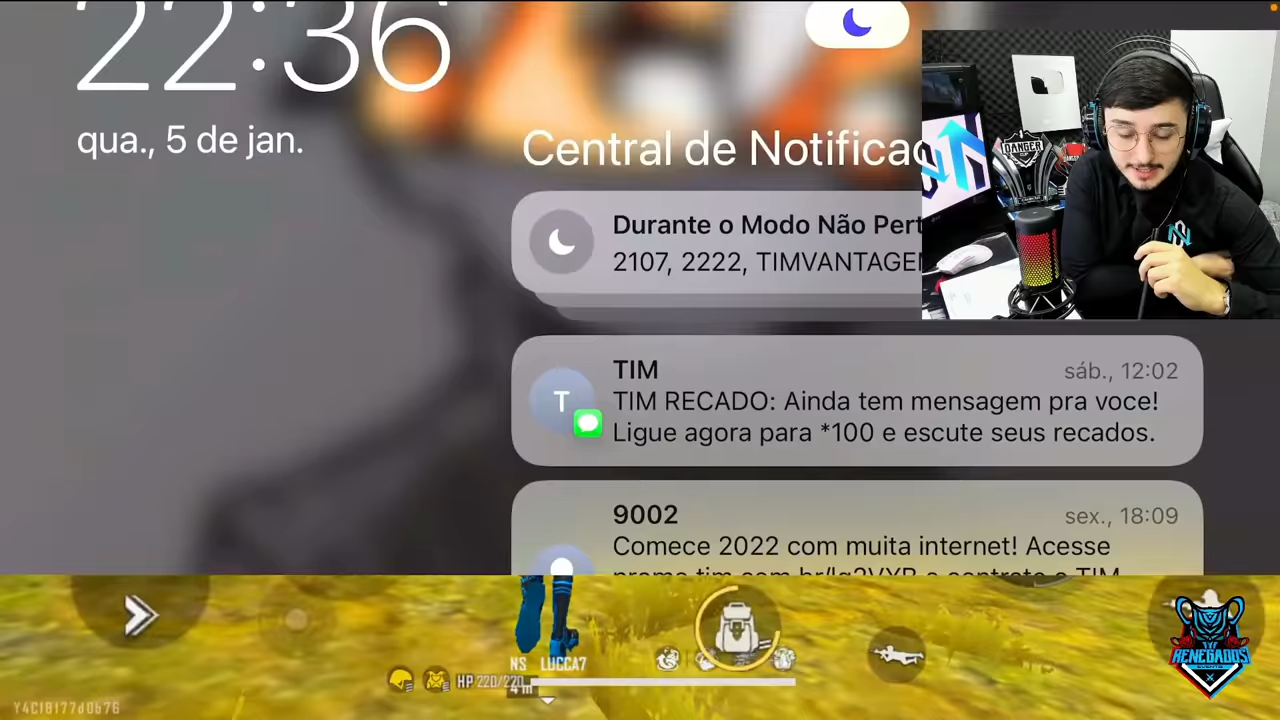 22:36
qua., 5 de jan.
Central de Notificaç
Durante o Modo Não Pert
2107, 2222, TIMVANTAGE
TIM
sáb., 12:02
T
TIM RECADO: Ainda tem mensagem pra voce!
Ligue agora para *100 e escute seus recados.
9002
sex., 18:09
Comece 2022 com muita internet! Acesse
DANGER
NS LUCCA7
HP 220/220
4 m
RENEGADOS